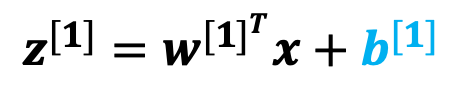 z^{[1]} = w^{[1]^T} x + b^{[1]}